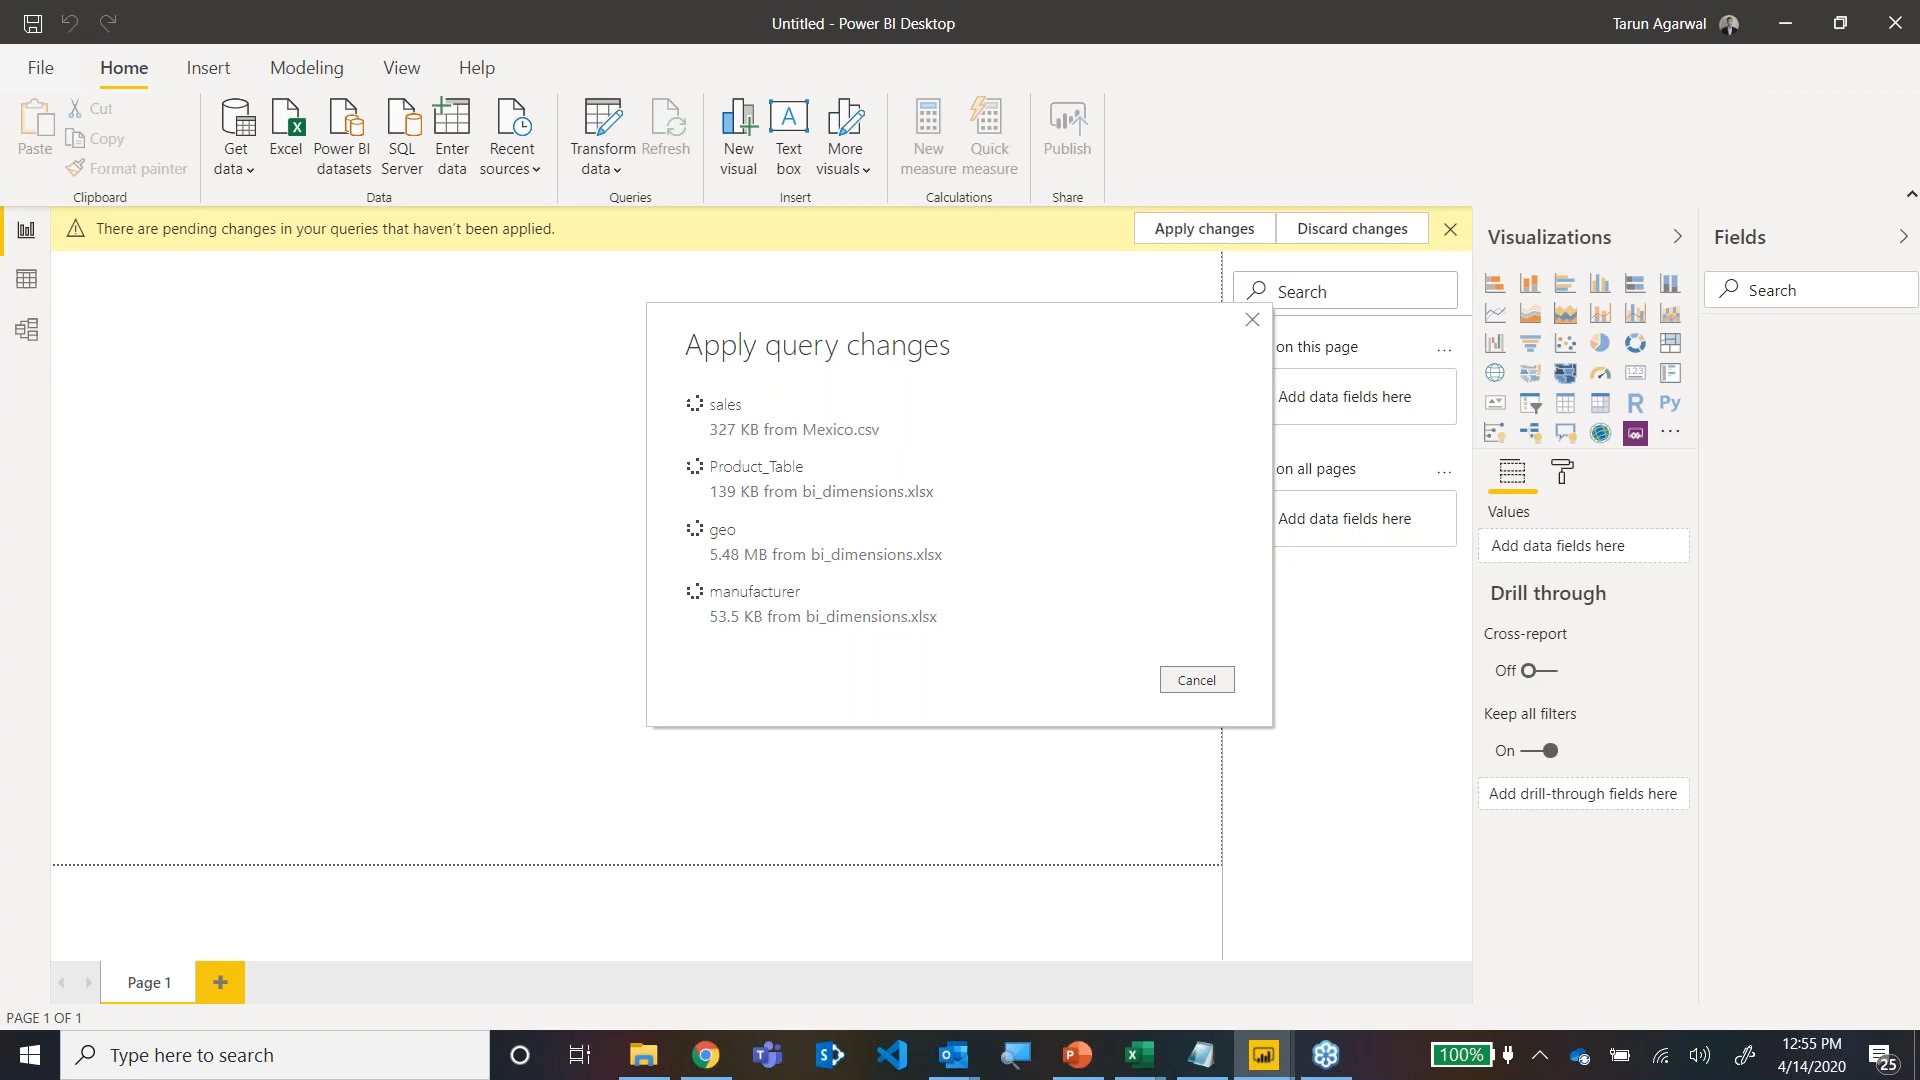 Untitled - Power BI Desktop
Tarun Agarwal
File Home Insert Modeling View Help
Paste
Cut
Copy
Format painter
Clipboard
Get data
Excel
Power BI datasets
SQL Server
Enter data
Recent sources
Data
Transform data
Refresh
Queries
New visual
Text box
More visuals
Insert
New measure
Quick measure
Calculations
Publish
Share
There are pending changes in your queries that haven't been applied.
Apply changes
Discard changes
Apply query changes
sales
327 KB from Mexico.csv
Product_Table
139 KB from bi_dimensions.xlsx
geo
5.48 MB from bi_dimensions.xlsx
manufacturer
53.5 KB from bi_dimensions.xlsx
Cancel
Search
on this page
...
Add data fields here
on all pages
...
Add data fields here
Visualizations
123
R
Py
...
Values
Add data fields here
Drill through
Cross-report
Off
Keep all filters
On
Add drill-through fields here
Fields
Search
Page 1
PAGE 1 OF 1
Type here to search
100%
12:55 PM
4/14/2020
25